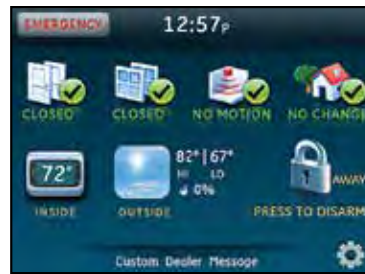 EMERGENCY 12:57P
CLOSED CLOSED NO MOTION NO CHANGE
72°
82° | 67°
HI LO
0%
AWAY
INSIDE OUTSIDE PRESS TO DISARM
Custom Dealer Message